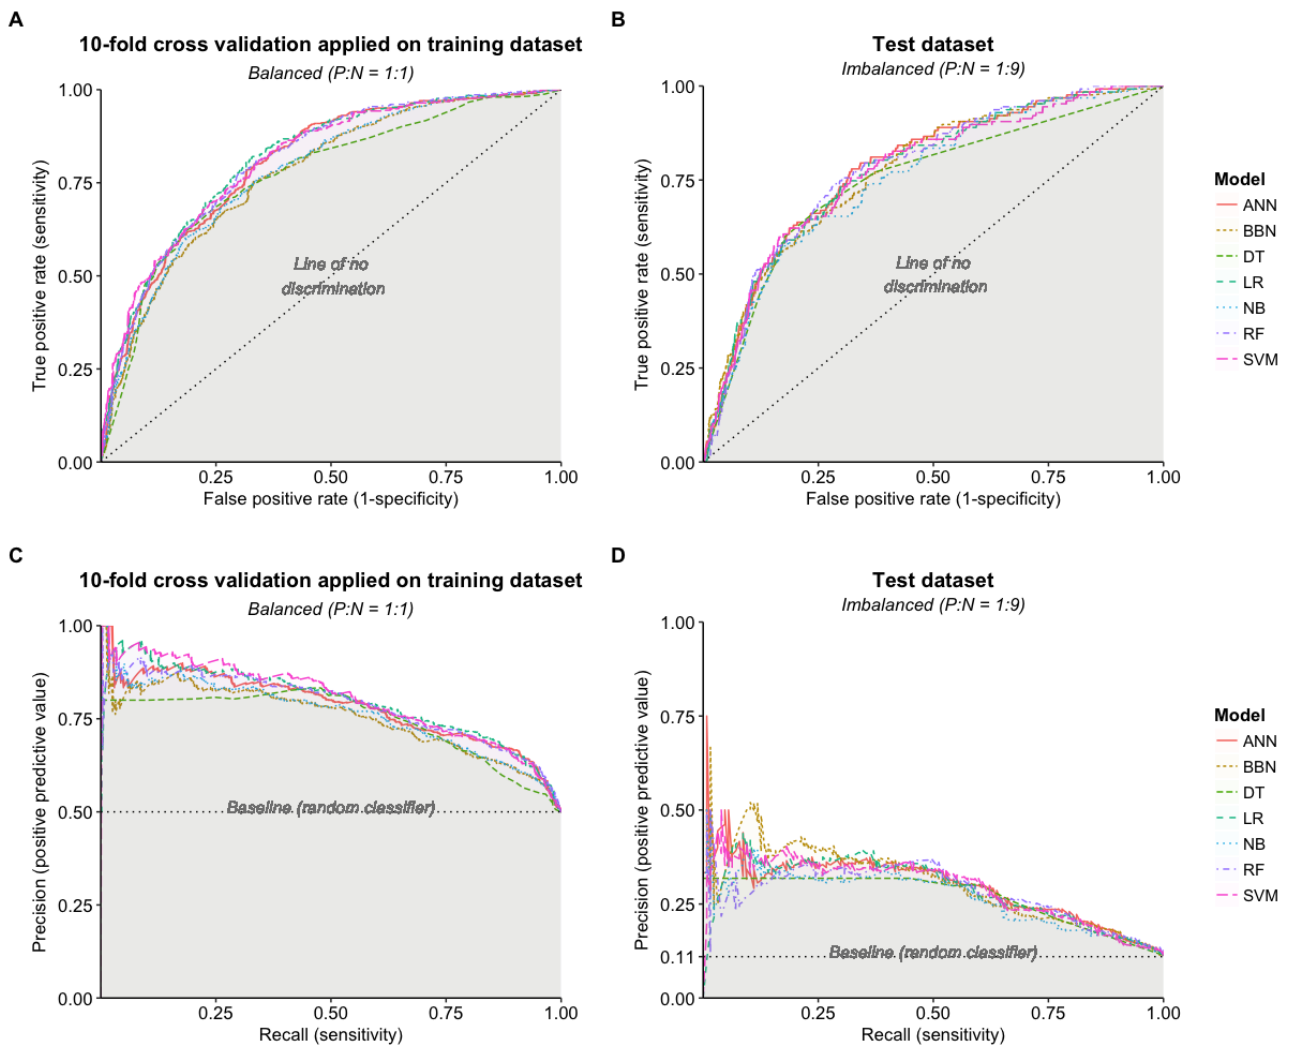 A
10-fold cross validation applied on training dataset
Balanced (P:N = 1:1)
1.00
0.75
0.50
0.25
0.00
True positive rate (sensitivity)
Line of no
discrimination
0.25
0.50
0.75
1.00
False positive rate (1-specificity)
B
Test dataset
Imbalanced (P:N = 1:9)
1.00
0.75
0.50
0.25
0.00
True positive rate (sensitivity)
Line of no
discrimination
0.25
0.50
0.75
1.00
False positive rate (1-specificity)
Model
ANN
BBN
DT
LR
NB
RF
SVM
C
10-fold cross validation applied on training dataset
Balanced (P:N = 1:1)
1.00
0.75
0.50
0.25
0.00
Precision (positive predictive value)
Baseline (random classifier)
0.25
0.50
0.75
1.00
Recall (sensitivity)
D
Test dataset
Imbalanced (P:N = 1:9)
1.00
0.75
0.50
0.25
0.11
0.00
Precision (positive predictive value)
Baseline (random classifier)
0.25
0.50
0.75
1.00
Recall (sensitivity)
Model
ANN
BBN
DT
LR
NB
RF
SVM